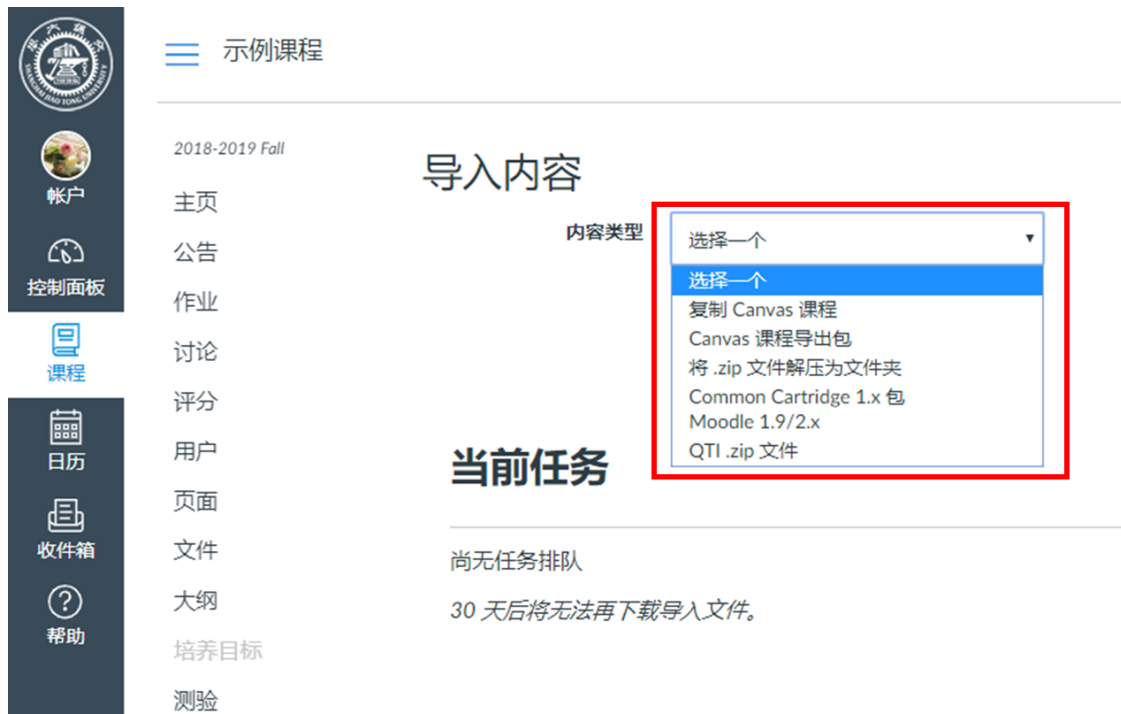 SHANGHAI JIAO TONG UNIVERSITY
示例课程
帐户
控制面板
课程
日历
收件箱
帮助
2018-2019 Fall
主页
公告
作业
讨论
评分
用户
页面
文件
大纲
培养目标
测验
导入内容
内容类型
选择一个
选择一个
复制 Canvas 课程
Canvas 课程导出包
将 .zip 文件解压为文件夹
Common Cartridge 1.x 包
Moodle 1.9/2.x
QTI .zip 文件
当前任务
尚无任务排队
30 天后将无法再下载导入文件。